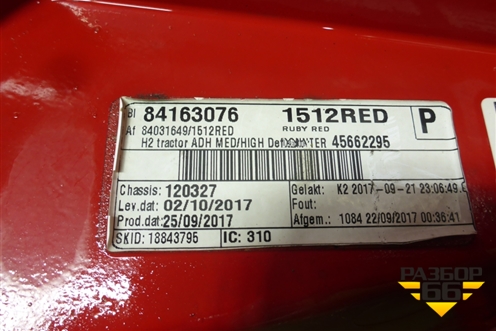 Bl 84163076 1512RED P
Af 84031649/1512RED RUBY RED
H2 tractor ADH MED/HIGH 45662295
Chassis: 120327 Gelakt: K2 2017-09-21 23:06:49.0
Lev.dat: 02/10/2017 Fout:
Prod.dat: 25/09/2017 Afgem.: 1084 22/09/2017 00:36:41
SKID: 18843795 IC: 310
РАЗБОР
66